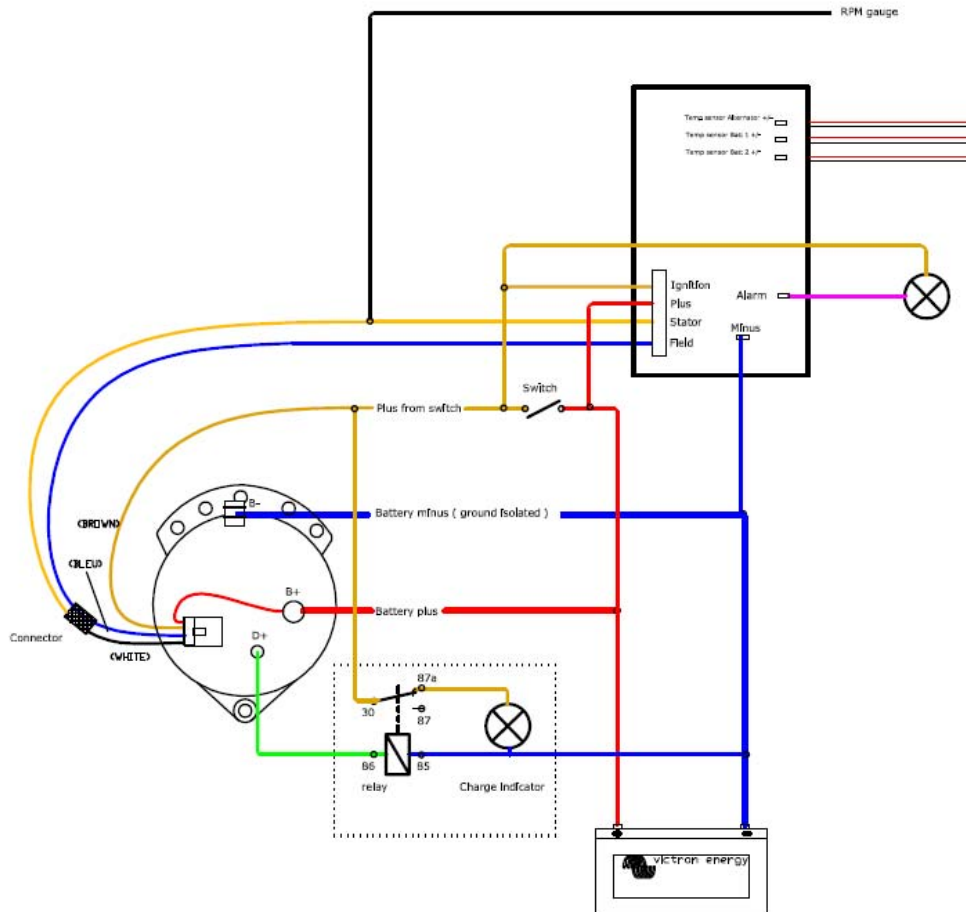 RPM gauge
Temp sensor Alternator +/-
Temp sensor Bat 1 +/-
Temp sensor Bat 2 +/-
Ignition
Plus
Stator
Field
Alarm
Minus
Switch
Plus from switch
B-
Battery minus ( ground isolated )
(BROWN)
(BLEU)
B+
Battery plus
Connector
D+
(WHITE)
87a
30
87
86
85
relay
Charge indicator
victron energy